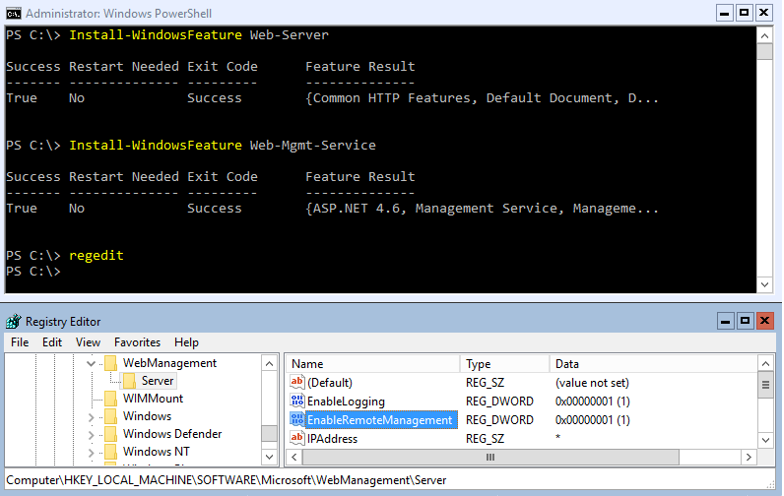 Administrator: Windows PowerShell
PS C:\> Install-WindowsFeature Web-Server
Success Restart Needed Exit Code      Feature Result
------- -------------- ---------      --------------
True    No             Success        {Common HTTP Features, Default Document, D...
PS C:\> Install-WindowsFeature Web-Mgmt-Service
Success Restart Needed Exit Code      Feature Result
------- -------------- ---------      --------------
True    No             Success        {ASP.NET 4.6, Management Service, Manageme...
PS C:\> regedit
PS C:\>
Registry Editor
File Edit View Favorites Help
WebManagement
Server
WIMMount
Windows
Windows Defender
Windows NT
Name Type Data
(Default) REG_SZ (value not set)
EnableLogging REG_DWORD 0x00000001 (1)
EnableRemoteManagement REG_DWORD 0x00000001 (1)
IPAddress REG_SZ *
Computer\HKEY_LOCAL_MACHINE\SOFTWARE\Microsoft\WebManagement\Server